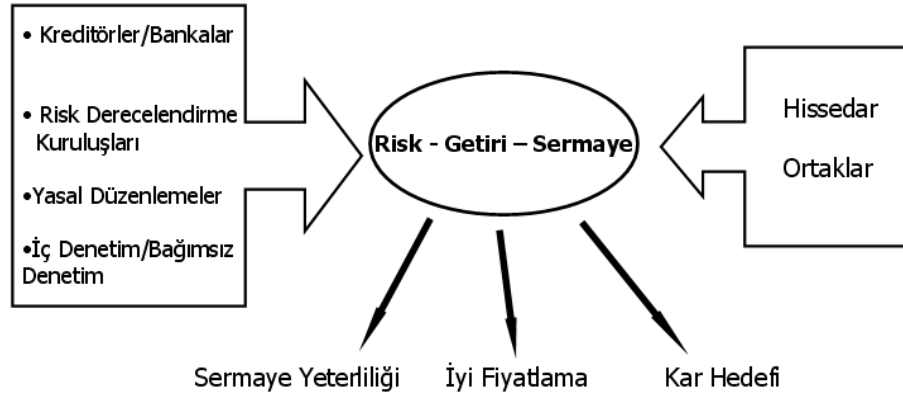 • Kreditörler/Bankalar
• Risk Derecelendirme
Kuruluşları
•Yasal Düzenlemeler
•İç Denetim/Bağımsız
Denetim
Risk - Getiri – Sermaye
Hissedar
Ortaklar
Sermaye Yeterliliği
İyi Fiyatlama
Kar Hedefi